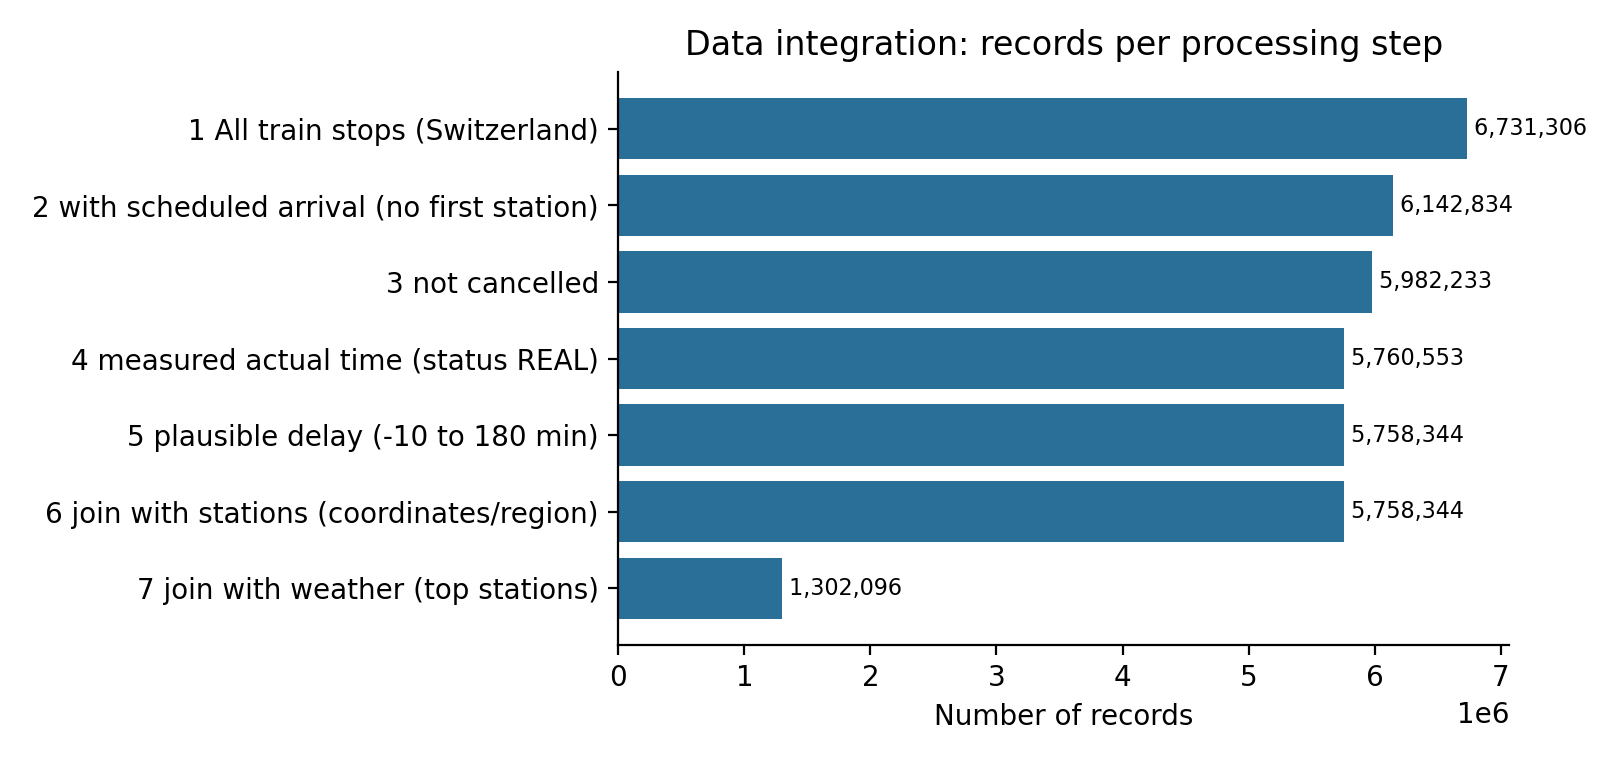 Data integration: records per processing step
1 All train stops (Switzerland)
6,731,306
2 with scheduled arrival (no first station)
6,142,834
3 not cancelled
5,982,233
4 measured actual time (status REAL)
5,760,553
5 plausible delay (-10 to 180 min)
5,758,344
6 join with stations (coordinates/region)
5,758,344
7 join with weather (top stations)
1,302,096
0 1 2 3 4 5 6 7
Number of records
1e6